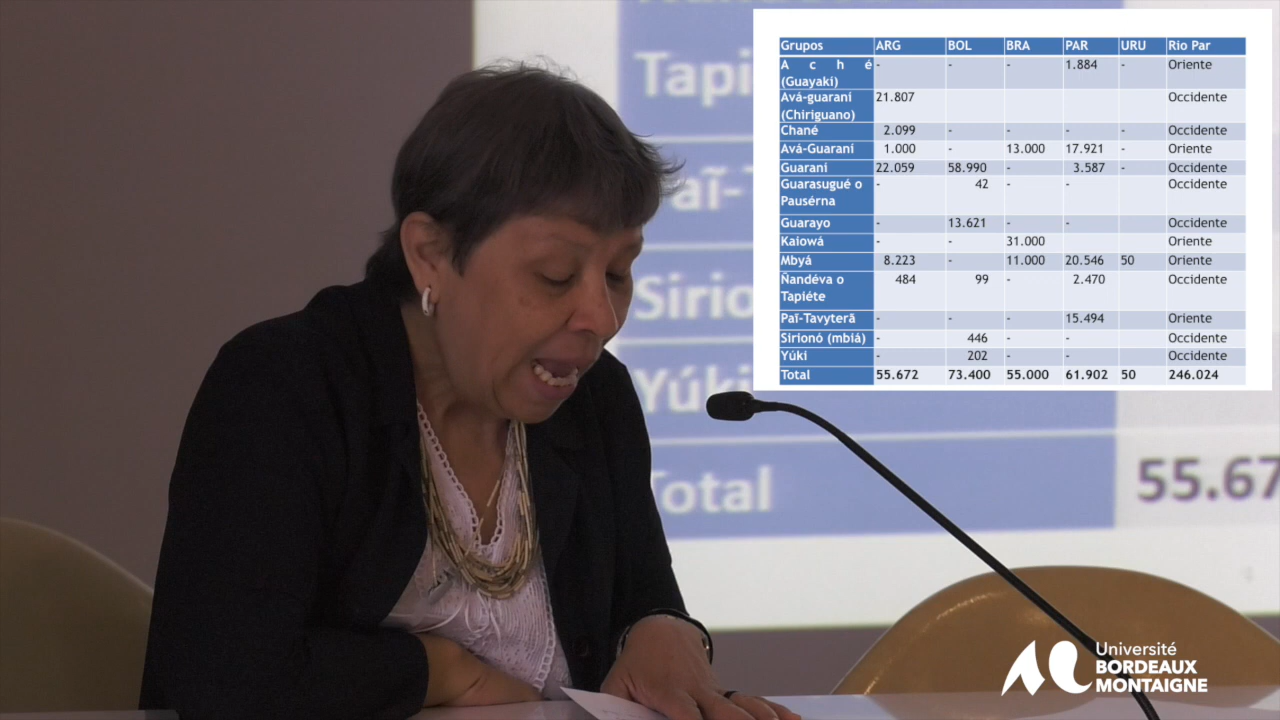 Grupos ARG BOL BRA PAR URU Rio Par
A c h é - - - 1.884 - Oriente
(Guayaki)
Avá-guaraní 21.807 Occidente
(Chiriguano)
Chané 2.099 - - - - Occidente
Avá-Guaraní 1.000 - 13.000 17.921 - Oriente
Guaraní 22.059 58.990 - 3.587 - Occidente
Guarasugué o - 42 - - Occidente
Pausérna
Guarayo - 13.621 - - Occidente
Kaiowá - - 31.000 Oriente
Mbyá 8.223 - 11.000 20.546 50 Oriente
Ñandéva o 484 99 - 2.470 Occidente
Tapiéte
Paĩ-Tavyterã - - - 15.494 Oriente
Sirionó (mbiá) - 446 - - Occidente
Yúki - 202 - - Occidente
Total 55.672 73.400 55.000 61.902 50 246.024
Tapi
Paĩ-
Sirio
Yúki
Total 55.67
Université
BORDEAUX
MONTAIGNE